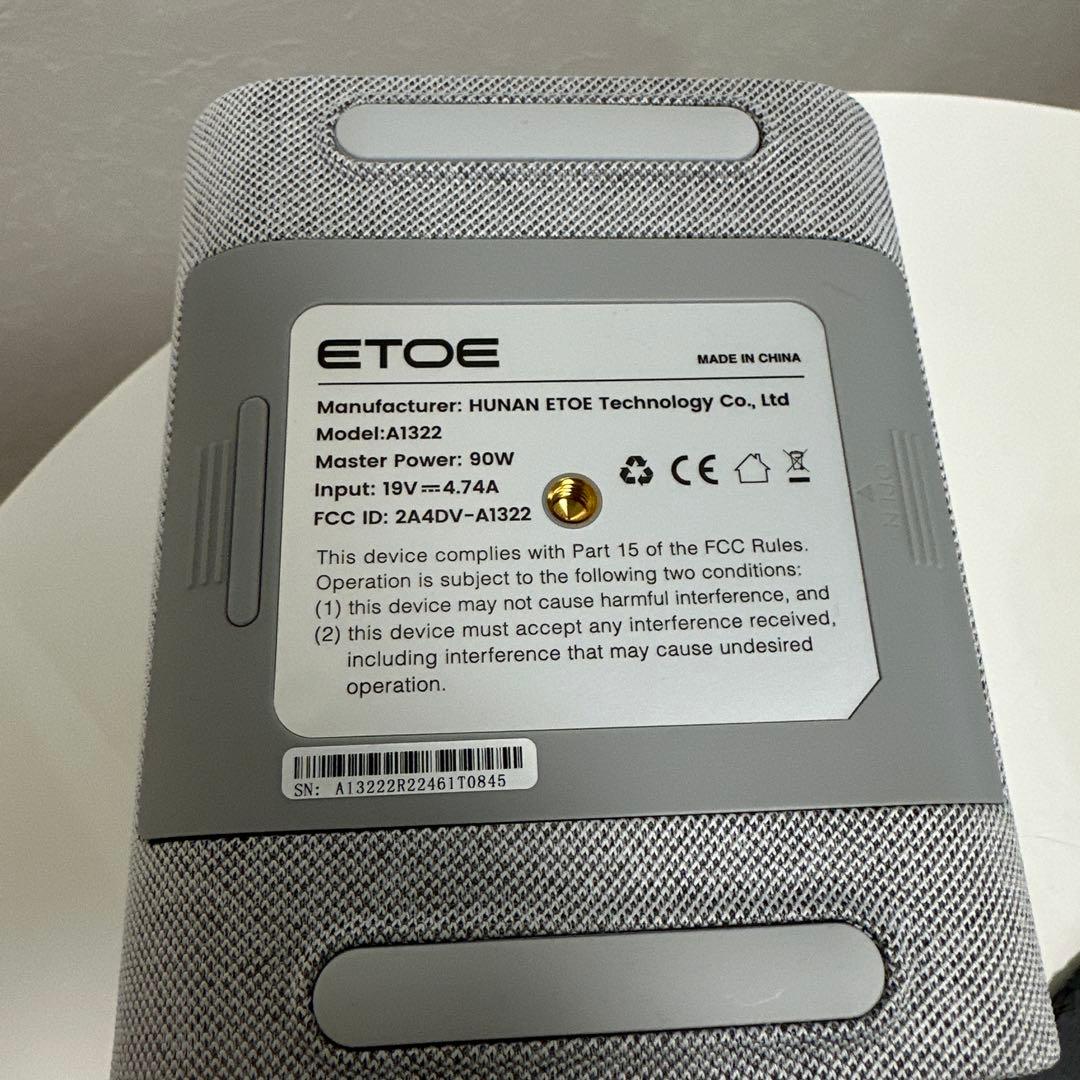 ETOE
MADE IN CHINA
Manufacturer: HUNAN ETOE Technology Co., Ltd
Model:A1322
Master Power: 90W
Input: 19V⎓4.74A
FCC ID: 2A4DV-A1322
CE
OPEN
This device complies with Part 15 of the FCC Rules.
Operation is subject to the following two conditions:
(1) this device may not cause harmful interference, and
(2) this device must accept any interference received,
including interference that may cause undesired
operation.
SN: A13222R22461T0845